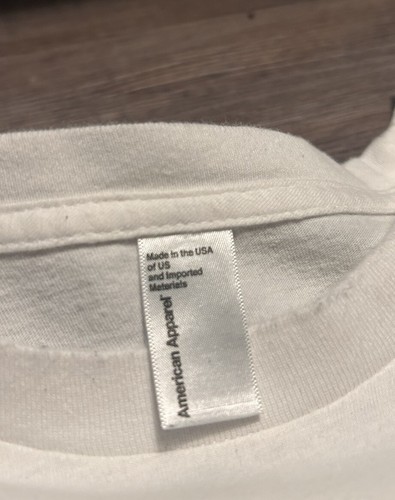 Made in the USA
of US
and Imported
Materials
American Apparel